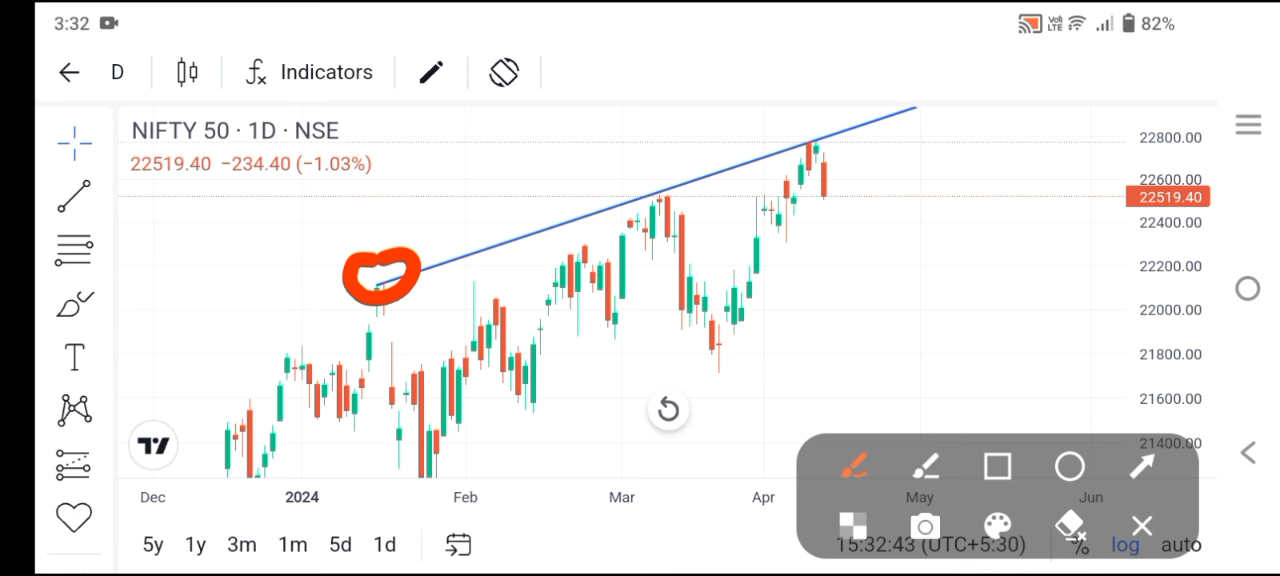 3:32 Vo) LTE 82%
D Indicators
NIFTY 50 · 1D · NSE
22519.40 −234.40 (−1.03%)
22800.00
22600.00
22519.40
22400.00
22200.00
22000.00
21800.00
21600.00
21400.00
Dec 2024 Feb Mar Apr May Jun
5y 1y 3m 1m 5d 1d 15:32:43 (UTC+5:30) % log auto